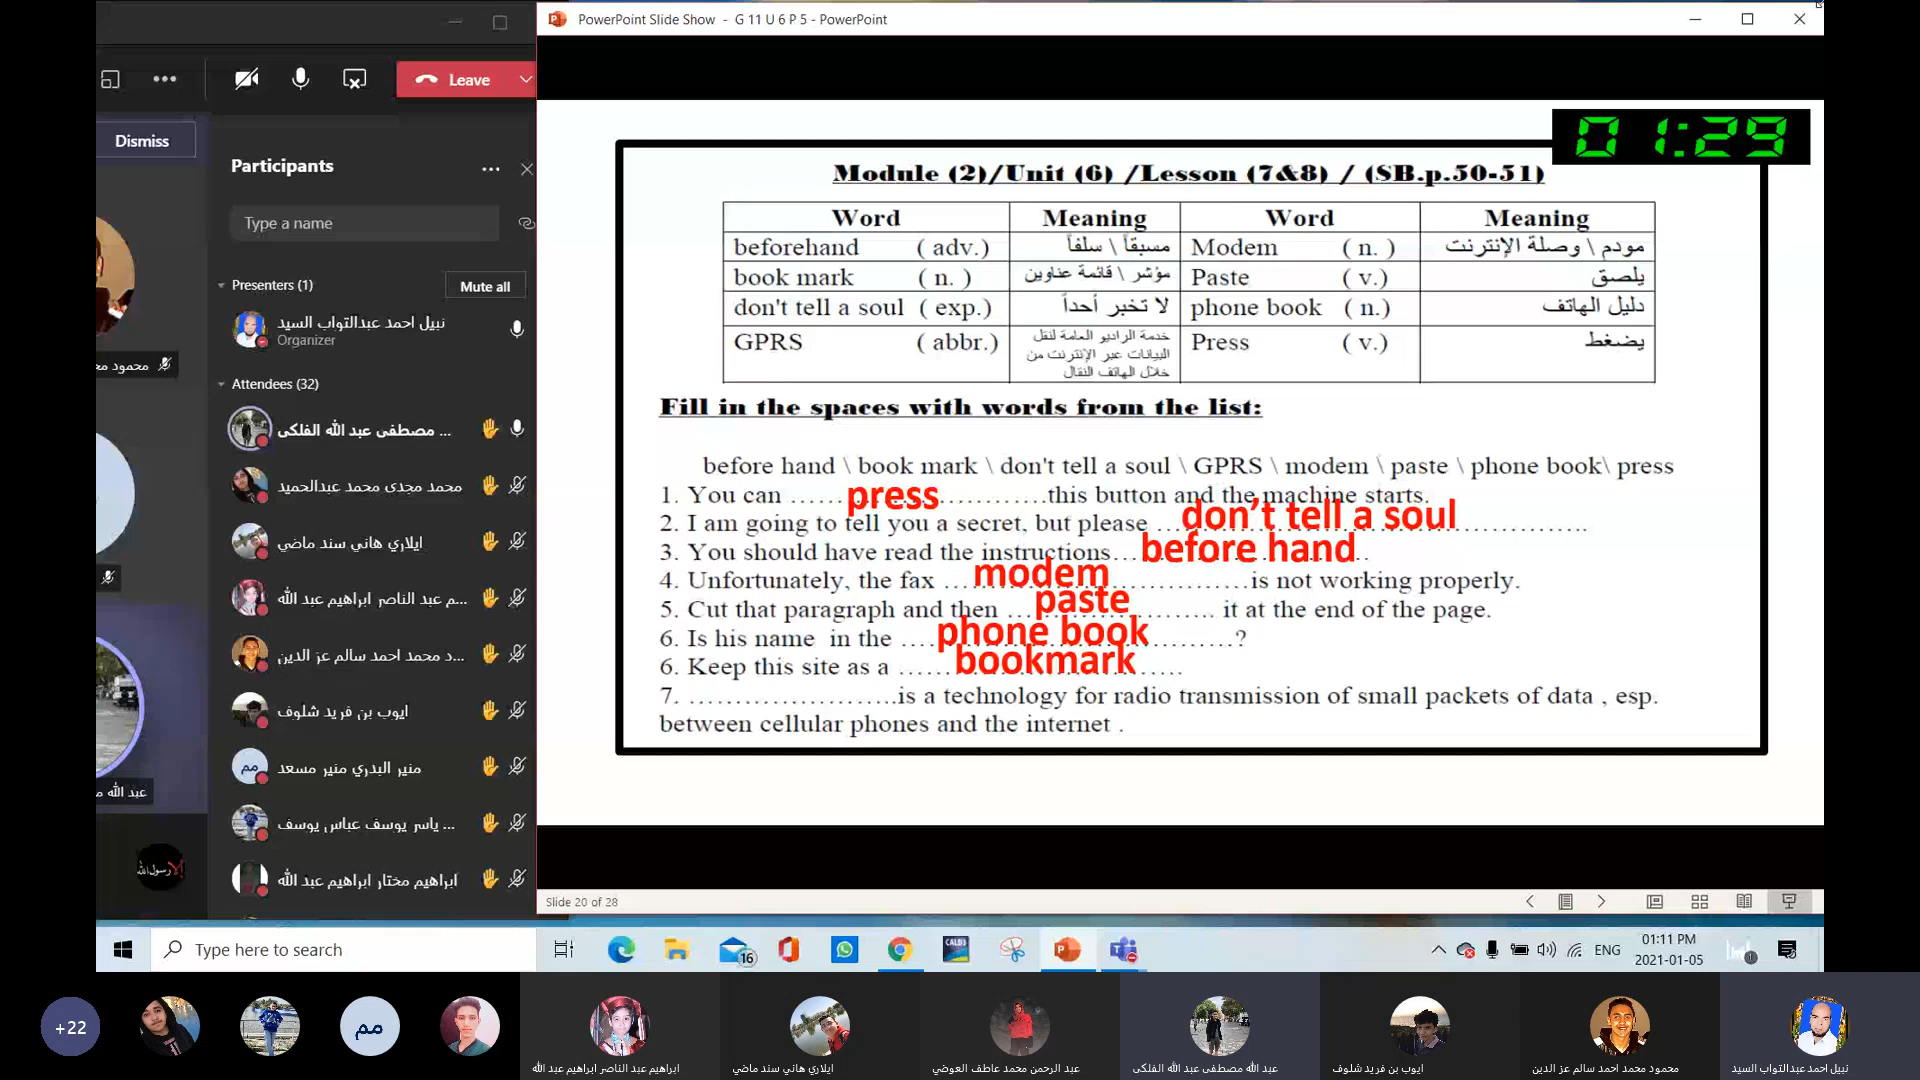 PowerPoint Slide Show - G 11 U 6 P 5 - PowerPoint
Leave
Dismiss
Participants
Type a name
Presenters (1)
Mute all
نبيل احمد عبدالتواب السيد
Organizer
Attendees (32)
مصطفى عبد الله الفلكى ...
محمد مجدى محمد عبدالحميد
ايلاري هاني سند ماضي
م عبد الناصر ابراهيم عبد الله...
د محمد احمد سالم عز الدين...
ايوب بن فريد شلوف
مم
منير البدري منير مسعد
ياسر يوسف عباس يوسف ...
ابراهيم مختار ابراهيم عبد الله
محمود مح
عبد الله م
إلا رسول الله
01:29
Module (2)/Unit (6) /Lesson (7&8) / (SB.p.50-51)
Word Meaning Word Meaning
beforehand ( adv.) مسبقاً \ سلفاً Modem ( n. ) مودم \ وصلة الإنترنت
book mark ( n. ) مؤشر \ قائمة عناوين Paste ( v.) يلصق
don't tell a soul ( exp.) لا تخبر أحداً phone book ( n.) دليل الهاتف
GPRS ( abbr.) خدمة الراديو العامة لنقل Press ( v.) يضغط
البيانات عبر الإنترنت من
خلال الهاتف النقال
Fill in the spaces with words from the list:
before hand \ book mark \ don't tell a soul \ GPRS \ modem \ paste \ phone book\ press
1. You can ......press.............this button and the machine starts.
2. I am going to tell you a secret, but please ...don’t tell a soul...............
3. You should have read the instructions....before hand..
4. Unfortunately, the fax ...modem...............is not working properly.
5. Cut that paragraph and then ....paste.......... it at the end of the page.
6. Is his name in the ....phone book..........?
6. Keep this site as a ......bookmark......
7. ........................is a technology for radio transmission of small packets of data , esp.
between cellular phones and the internet .
Slide 20 of 28
Type here to search
16
CALD3
ENG
01:11 PM
2021-01-05
1
+22
مم
ابراهيم عبد الناصر ابراهيم عبد الله
ايلاري هاني سند ماضي
عبد الرحمن محمد عاطف العوضي
عبد الله مصطفى عبد الله الفلكى
ايوب بن فريد شلوف
محمود محمد احمد سالم عز الدين
نبيل احمد عبدالتواب السيد